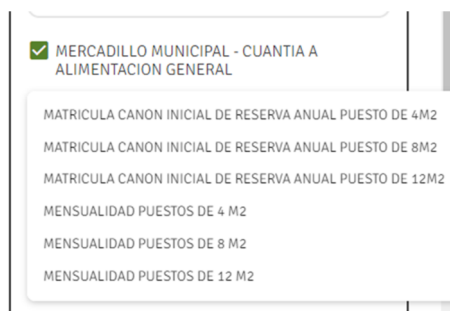 MERCADILLO MUNICIPAL - CUANTIA A
ALIMENTACION GENERAL
MATRICULA CANON INICIAL DE RESERVA ANUAL PUESTO DE 4M2
MATRICULA CANON INICIAL DE RESERVA ANUAL PUESTO DE 8M2
MATRICULA CANON INICIAL DE RESERVA ANUAL PUESTO DE 12M2
MENSUALIDAD PUESTOS DE 4 M2
MENSUALIDAD PUESTOS DE 8 M2
MENSUALIDAD PUESTOS DE 12 M2